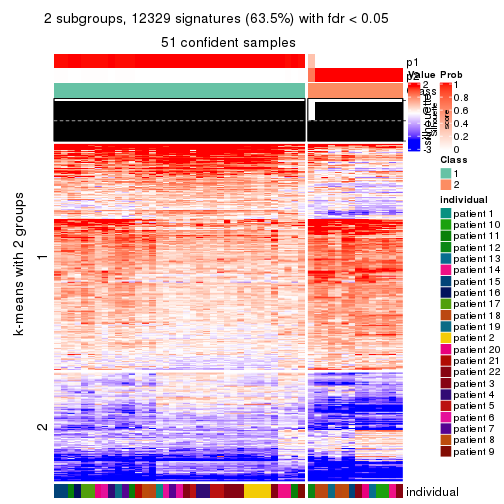 2 subgroups, 12329 signatures (63.5%) with fdr < 0.05
51 confident samples
p1
p2
Class
silhouette
score
Value
2
-3
Prob
1
0.8
0.6
0.4
0.2
0
Class
1
2
Individual
patient 1
patient 10
patient 11
patient 12
patient 13
patient 14
patient 15
patient 16
patient 17
patient 18
patient 19
patient 2
patient 20
patient 21
patient 22
patient 3
patient 4
patient 5
patient 6
patient 7
patient 8
patient 9
k-means with 2 groups
1
2
individual